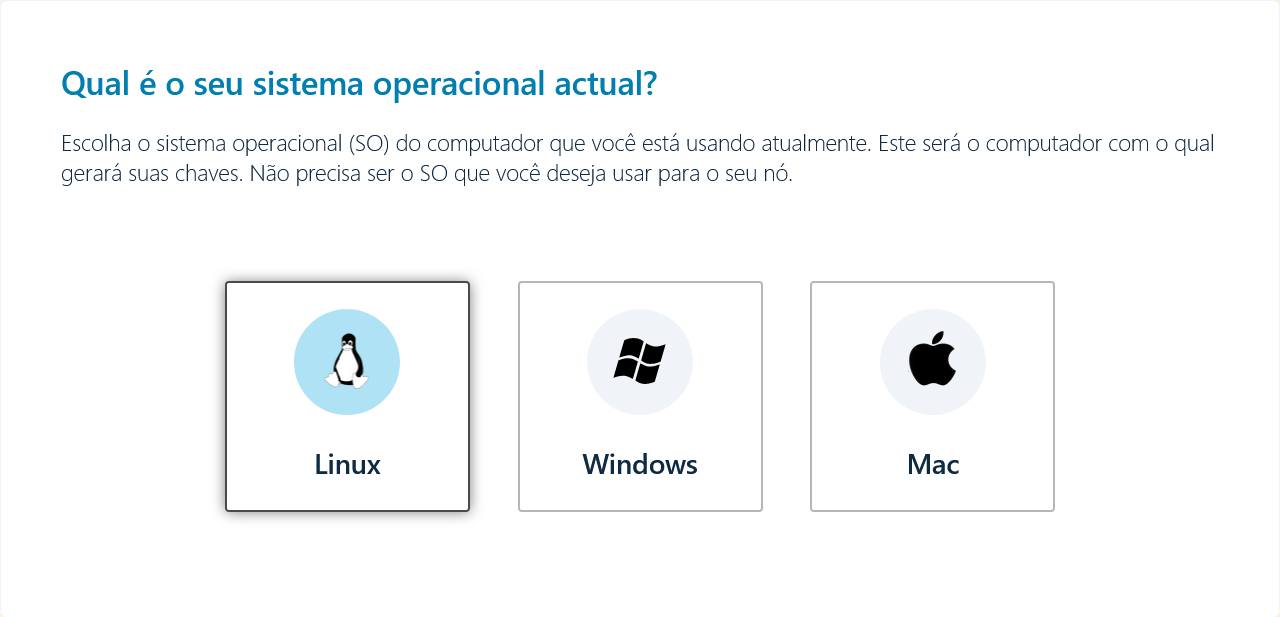 Qual é o seu sistema operacional actual?
Escolha o sistema operacional (SO) do computador que você está usando atualmente. Este será o computador com o qual
gerará suas chaves. Não precisa ser o SO que você deseja usar para o seu nó.
Linux
Windows
Mac